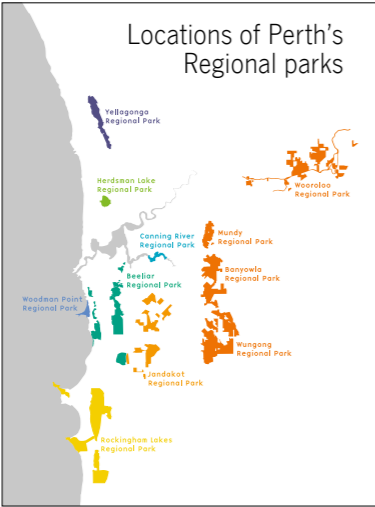 Locations of Perth's
Regional parks
Yellagonga
Regional Park
Herdsman Lake
Regional Park
Wooroloo
Regional Park
Canning River
Regional Park
Mundy
Regional Park
Beeliar
Regional Park
Banyowla
Regional Park
Woodman Point
Regional Park
Wungong
Regional Park
Jandakot
Regional Park
Rockingham Lakes
Regional Park